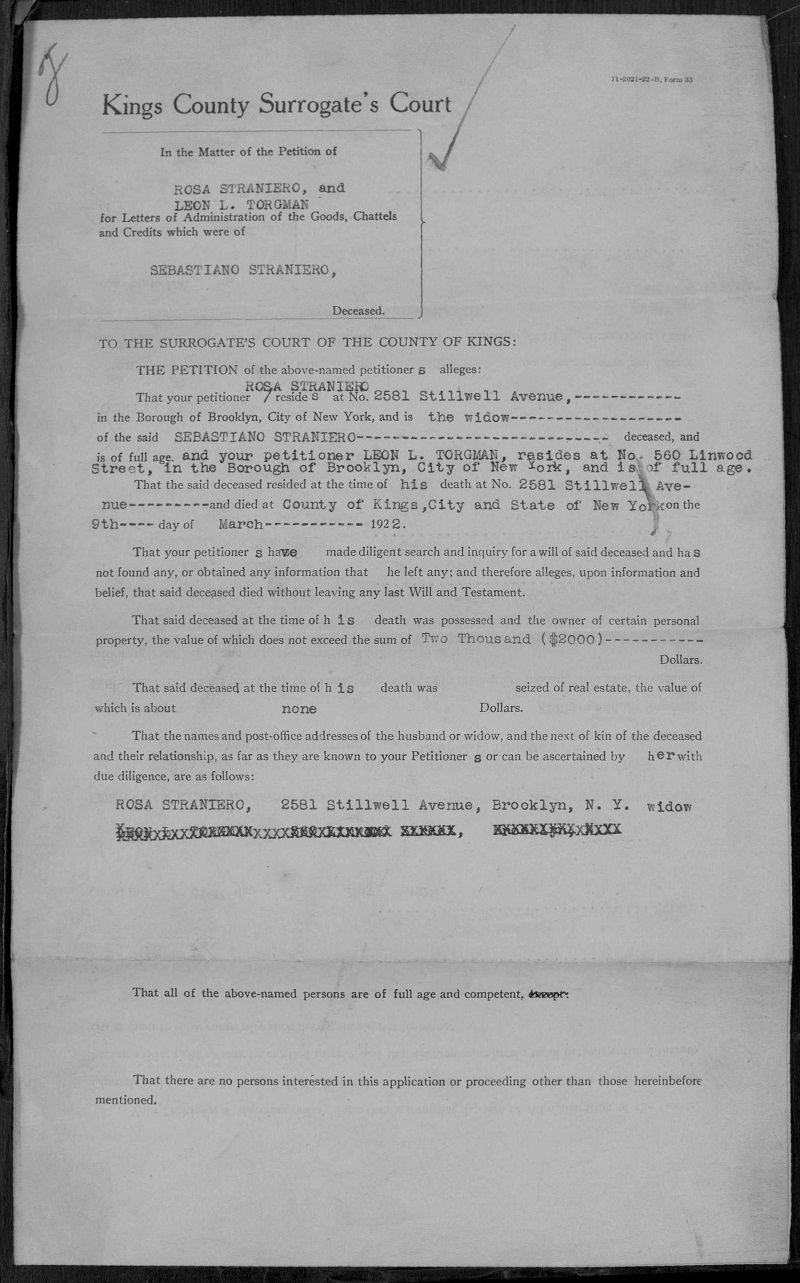 8
71-9021-22-B, Form 33
Kings County Surrogate's Court
In the Matter of the Petition of
ROSA STRANIERO, and
LEON L. TORGMAN
for Letters of Administration of the Goods, Chattels
and Credits which were of
SEBASTIANO STRANIERO,
Deceased.
TO THE SURROGATE'S COURT OF THE COUNTY OF KINGS:
THE PETITION of the above-named petitioner s alleges:
ROSA STRANIERO
That your petitioner / reside s at No. 2581 Stillwell Avenue,------------
in the Borough of Brooklyn, City of New York, and is the widow-------------------
of the said SEBASTIANO STRANIERO---------------------------- deceased, and
is of full age. and your petitioner LEON L. TORGMAN, resides at No. 560 Linwood
Street, in the Borough of Brooklyn, City of New York, and is of full age.
That the said deceased resided at the time of his death at No. 2581 Stillwell Ave-
nue---------and died at County of Kings,City and State of New York on the
9th---- day of March----------- 1922.
That your petitioner s have made diligent search and inquiry for a will of said deceased and has
not found any, or obtained any information that he left any; and therefore alleges, upon information and
belief, that said deceased died without leaving any last Will and Testament.
That said deceased at the time of h is death was possessed and the owner of certain personal
property, the value of which does not exceed the sum of Two Thousand ($2000)-----------
Dollars.
That said deceased at the time of h is death was seized of real estate, the value of
which is about none Dollars.
That the names and post-office addresses of the husband or widow, and the next of kin of the deceased
and their relationship, as far as they are known to your Petitioner s or can be ascertained by her with
due diligence, are as follows:
ROSA STRANIERO, 2581 Stillwell Avenue, Brooklyn, N. Y. widow
That all of the above-named persons are of full age and competent, except:
That there are no persons interested in this application or proceeding other than those hereinbefore
mentioned.